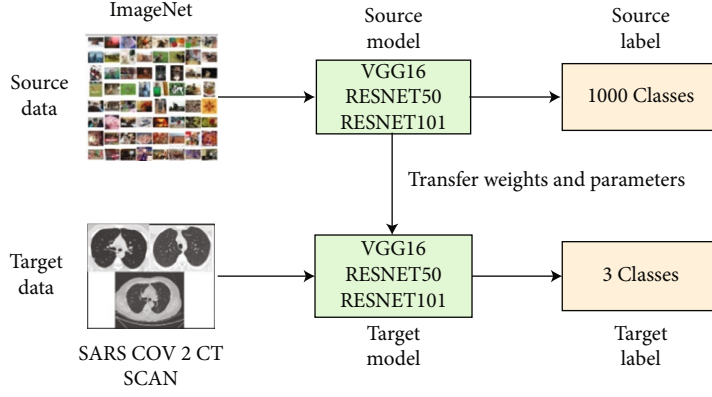 ImageNet
Source
data
Source
model
VGG16
RESNET50
RESNET101
Source
label
1000 Classes
Transfer weights and parameters
Target
data
SARS COV 2 CT
SCAN
VGG16
RESNET50
RESNET101
Target
model
3 Classes
Target
label